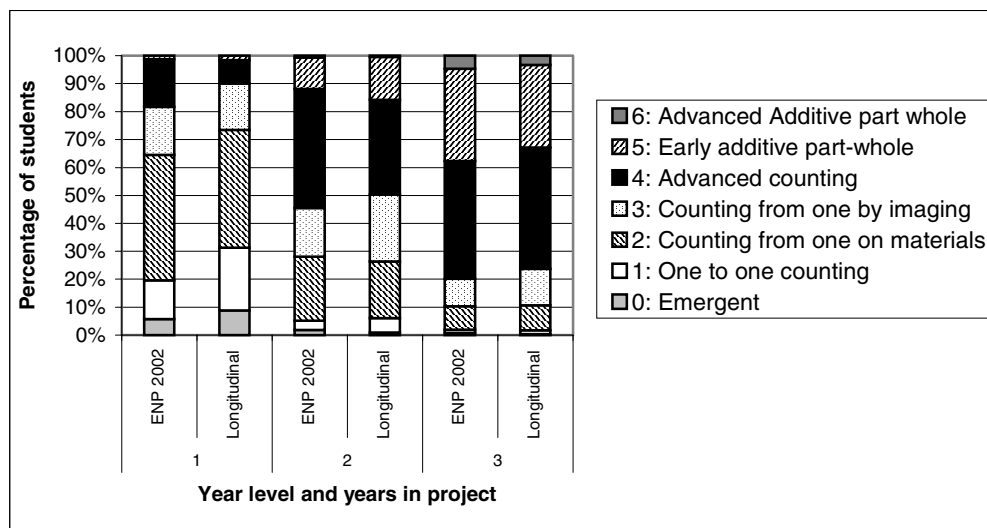 100%
90%
80%
70%
60%
50%
40%
30%
20%
10%
0%
Percentage of students
ENP 2002
Longitudinal
ENP 2002
Longitudinal
ENP 2002
Longitudinal
1
2
3
Year level and years in project
6: Advanced Additive part whole
5: Early additive part-whole
4: Advanced counting
3: Counting from one by imaging
2: Counting from one on materials
1: One to one counting
0: Emergent